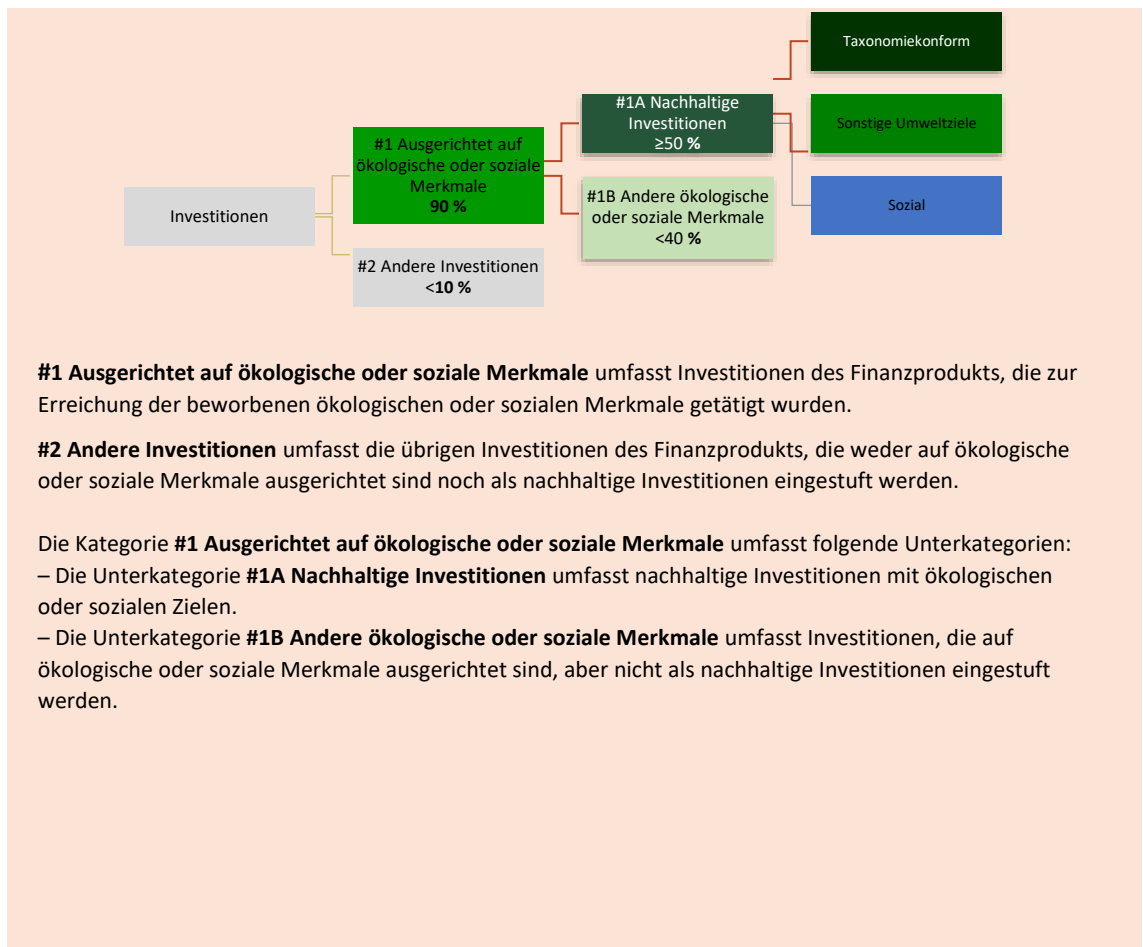 Taxonomiekonform
#1A Nachhaltige
Investitionen
≥50 %
Sonstige Umweltziele
#1 Ausgerichtet auf
ökologische oder soziale
Merkmale
90 %
#1B Andere ökologische
oder soziale Merkmale
<40 %
Sozial
Investitionen
#2 Andere Investitionen
<10 %
#1 Ausgerichtet auf ökologische oder soziale Merkmale umfasst Investitionen des Finanzprodukts, die zur
Erreichung der beworbenen ökologischen oder sozialen Merkmale getätigt wurden.
#2 Andere Investitionen umfasst die übrigen Investitionen des Finanzprodukts, die weder auf ökologische
oder soziale Merkmale ausgerichtet sind noch als nachhaltige Investitionen eingestuft werden.
Die Kategorie #1 Ausgerichtet auf ökologische oder soziale Merkmale umfasst folgende Unterkategorien:
– Die Unterkategorie #1A Nachhaltige Investitionen umfasst nachhaltige Investitionen mit ökologischen
oder sozialen Zielen.
– Die Unterkategorie #1B Andere ökologische oder soziale Merkmale umfasst Investitionen, die auf
ökologische oder soziale Merkmale ausgerichtet sind, aber nicht als nachhaltige Investitionen eingestuft
werden.